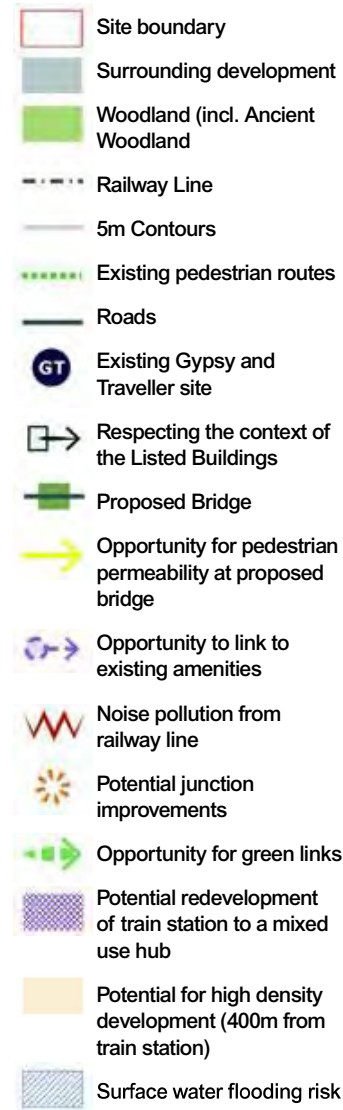 Site boundary
Surrounding development
Woodland (incl. Ancient
Woodland
Railway Line
5m Contours
Existing pedestrian routes
Roads
GT
Existing Gypsy and
Traveller site
Respecting the context of
the Listed Buildings
Proposed Bridge
Opportunity for pedestrian
permeability at proposed
bridge
Opportunity to link to
existing amenities
Noise pollution from
railway line
Potential junction
improvements
Opportunity for green links
Potential redevelopment
of train station to a mixed
use hub
Potential for high density
development (400m from
train station)
Surface water flooding risk